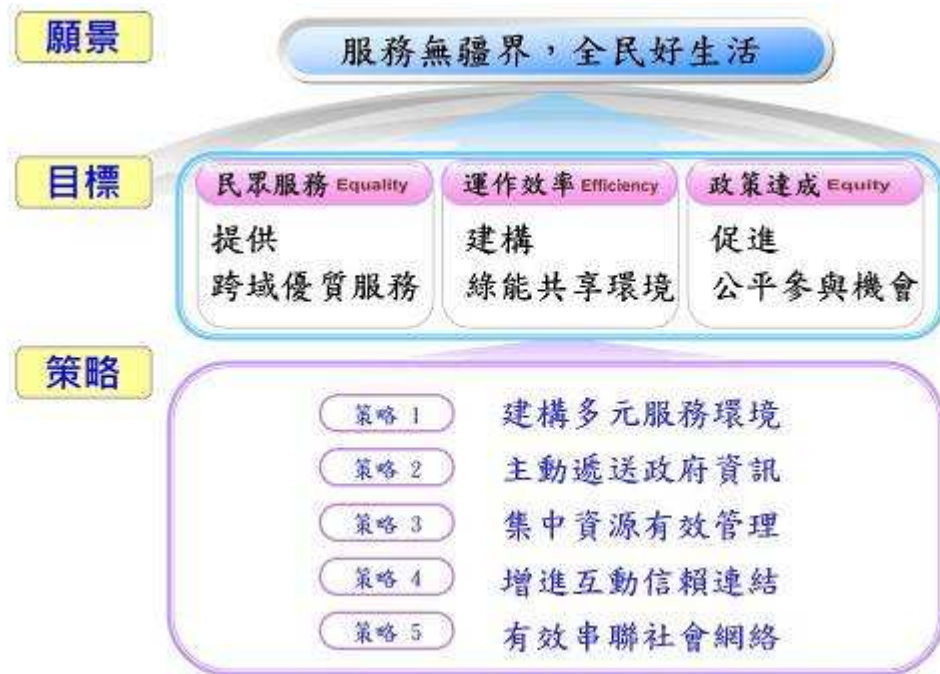 願景
服務無疆界，全民好生活
目標
民眾服務 Equality
提供
跨域優質服務
運作效率 Efficiency
建構
綠能共享環境
政策達成 Equity
促進
公平參與機會
策略
策略 1 建構多元服務環境
策略 2 主動遞送政府資訊
策略 3 集中資源有效管理
策略 4 增進互動信賴連結
策略 5 有效串聯社會網絡